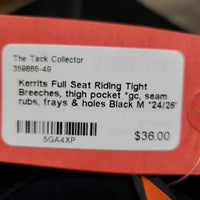 The Tack Collector
359866-49
Kerrits Full Seat Riding Tight
Breeches, thigh pocket *gc, seam
rubs, frays & holes Black M *24/26"
$36.00
5GA4XP